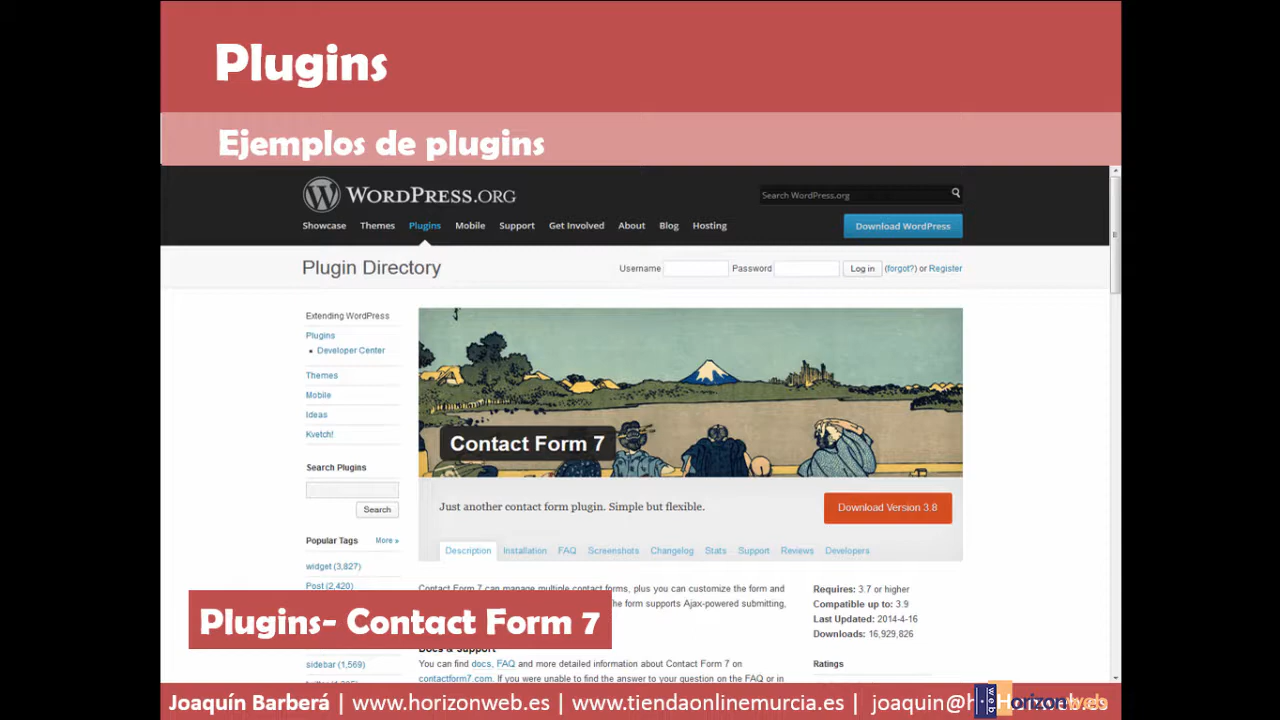 Plugins
Ejemplos de plugins
WORDPRESS.ORG
Search WordPress.org
Showcase Themes Plugins Mobile Support Get Involved About Blog Hosting
Download WordPress
Plugin Directory
Username Password Log in (forgot?) or Register
Extending WordPress
Plugins
Developer Center
Themes
Mobile
Ideas
Kvetch!
Search Plugins
Search
Popular Tags More »
widget (3,827)
Post (2,420)
sidebar (1,569)
Contact Form 7
Just another contact form plugin. Simple but flexible.
Download Version 3.8
Description Installation FAQ Screenshots Changelog Stats Support Reviews Developers
Contact Form 7 can manage multiple contact forms, plus you can customize the form and
The form supports Ajax-powered submitting,
Docs & Support
You can find docs, FAQ and more detailed information about Contact Form 7 on
contactform7.com. If you were unable to find the answer to your question on the FAQ or in
Requires: 3.7 or higher
Compatible up to: 3.9
Last Updated: 2014-4-16
Downloads: 16,929,826
Ratings
Plugins- Contact Form 7
Joaquín Barberá | www.horizonweb.es | www.tiendaonlinemurcia.es | joaquin@h
web Horizonweb